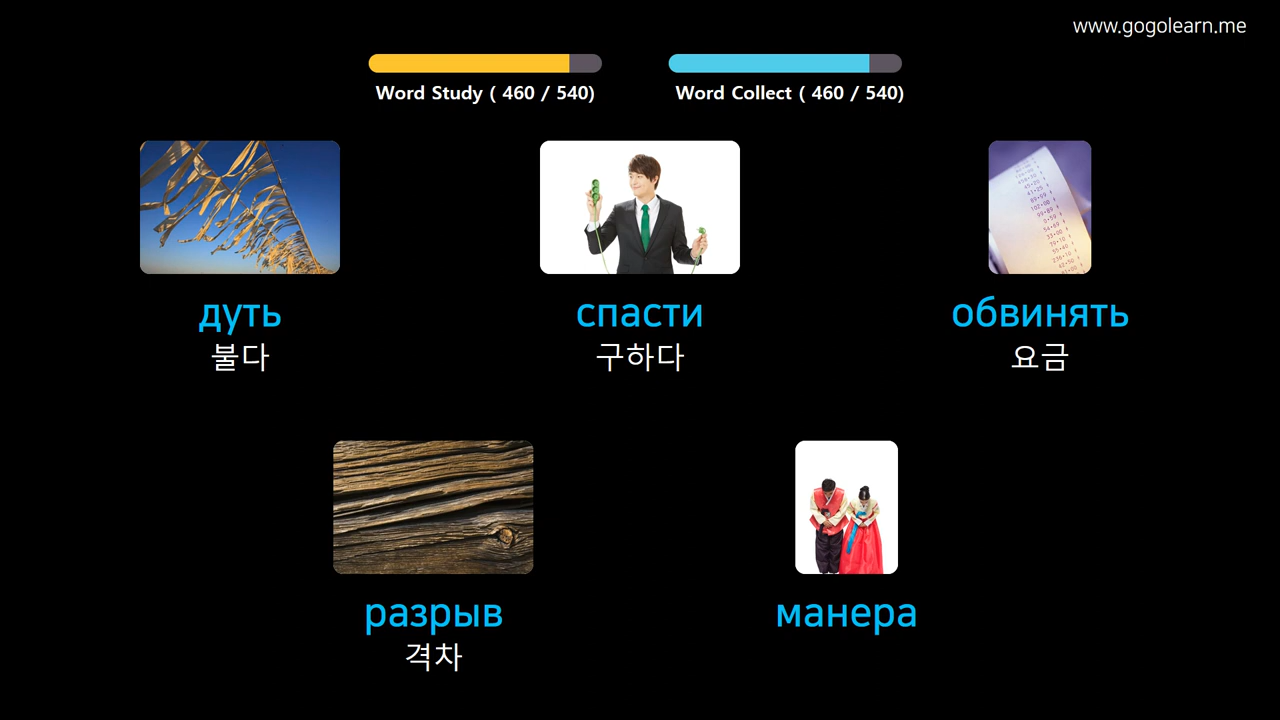 www.gogolearn.me
Word Study ( 460 / 540)
Word Collect ( 460 / 540)
дуть
불다
спасти
구하다
обвинять
요금
разрыв
격차
манера